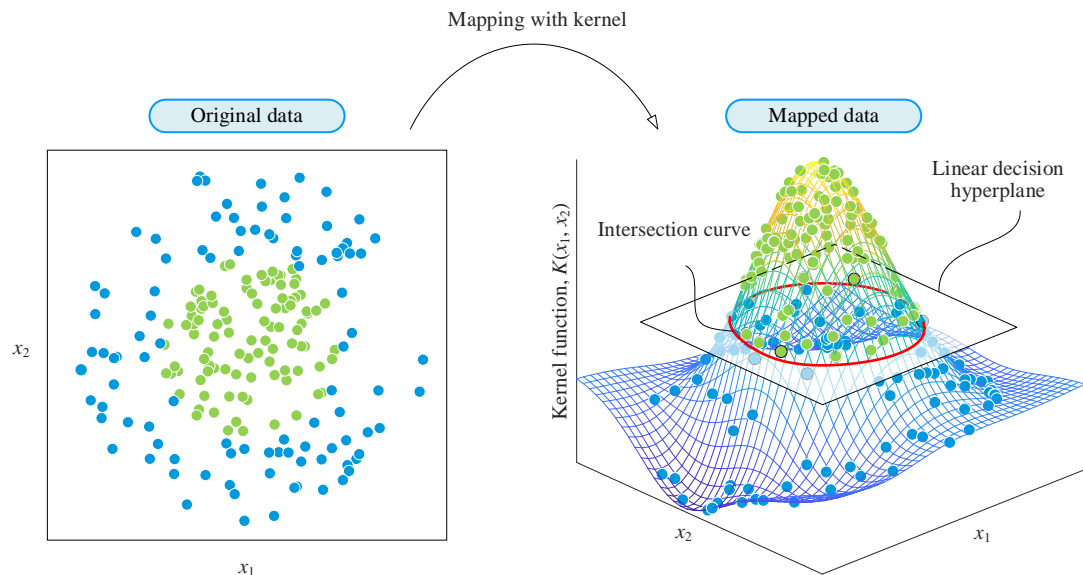 Mapping with kernel
Original data
Mapped data
Linear decision
hyperplane
Intersection curve
Kernel function, K(x₁, x₂)
x₂
x₁
x₂
x₁